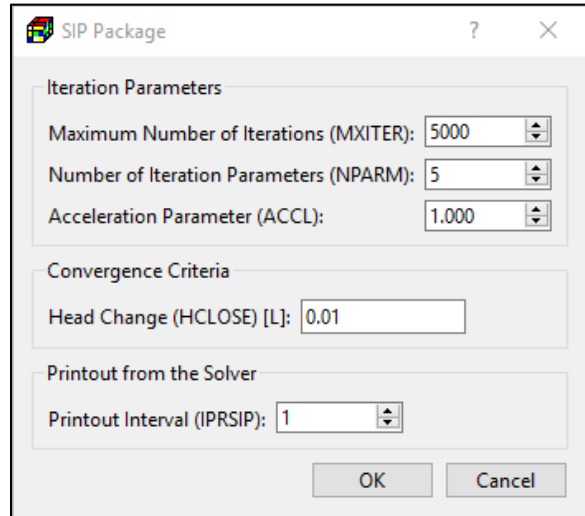 SIP Package ?
Iteration Parameters
Maximum Number of Iterations (MXITER): 5000
Number of Iteration Parameters (NPARM): 5
Acceleration Parameter (ACCL): 1.000
Convergence Criteria
Head Change (HCLOSE) [L]: 0.01
Printout from the Solver
Printout Interval (IPRSIP): 1
OK Cancel